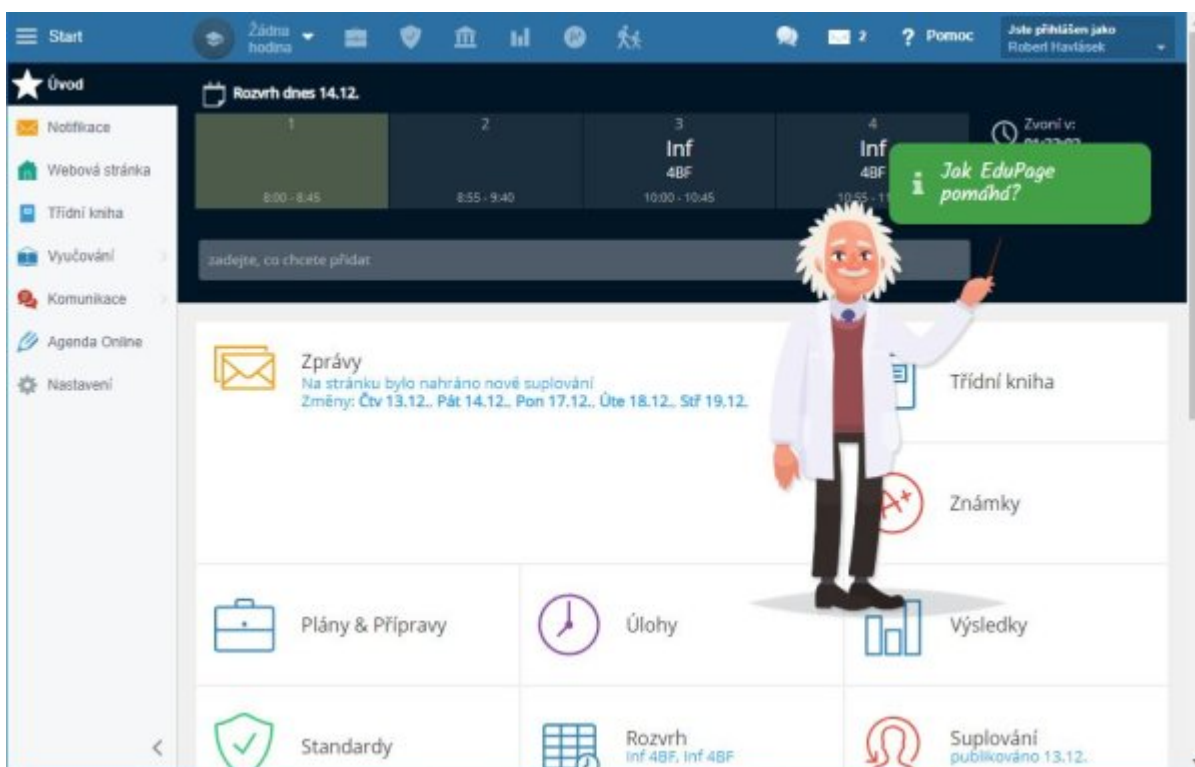 Start
Žádná
hodina
2
? Pomoc
Jste přihlášen jako
Robert Havlásek
Úvod
Notifikace
Webová stránka
Třídní kniha
Vyučování
Komunikace
Agenda Online
Nastavení
Rozvrh dnes 14.12.
1
8:00 - 8:45
2
8:55 - 9:40
3
Inf
4BF
10:00 - 10:45
4
Inf
4BF
10:55 - 11
Zvoní v:
Jak EduPage
pomáhá?
zadejte, co chcete přidat
Zprávy
Na stránku bylo nahráno nové suplování
Změny: Čtv 13.12., Pát 14.12., Pon 17.12., Úte 18.12., Stř 19.12.
Třídní kniha
A+
Známky
Plány & Přípravy
Úlohy
Výsledky
Standardy
Rozvrh
Inf 4BF, Inf 4BF
Suplování
publikováno 13.12.